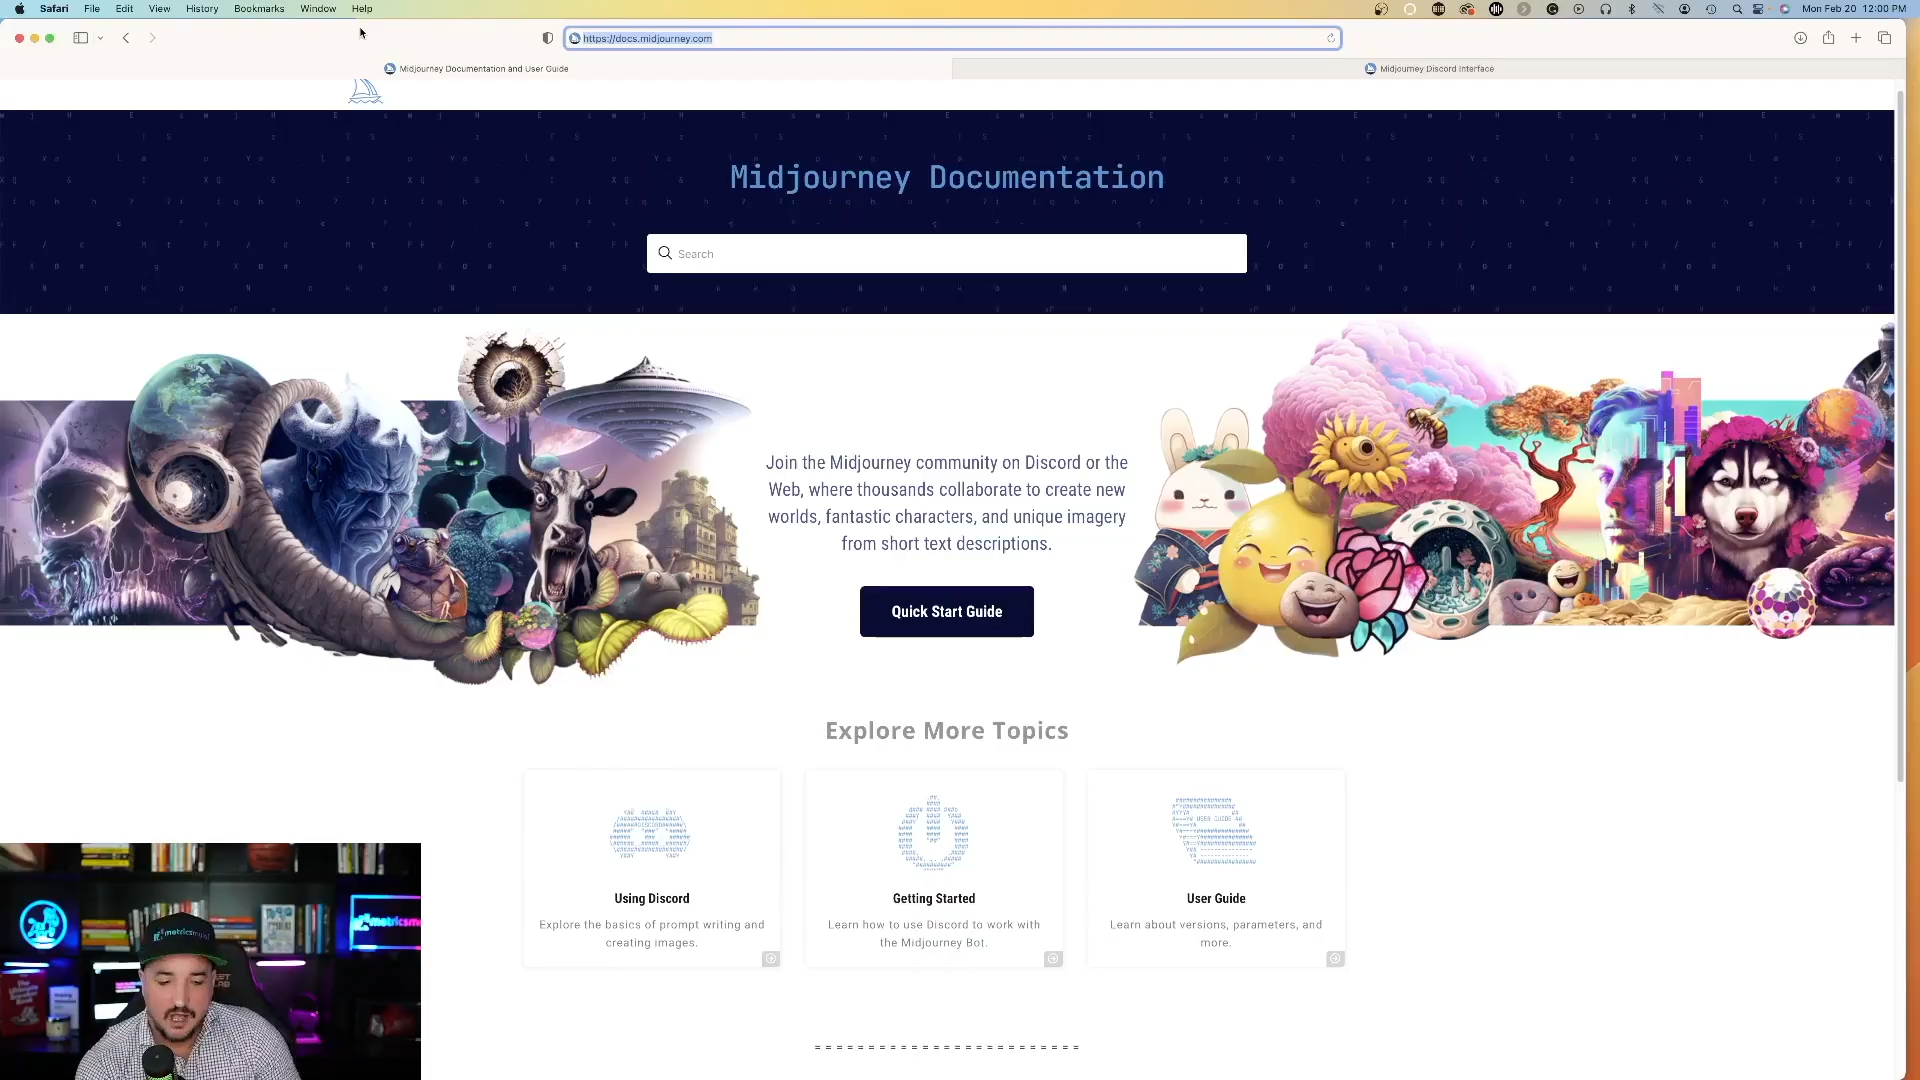 Safari File Edit View History Bookmarks Window Help
Mon Feb 20 12:00 PM
https://docs.midjourney.com
Midjourney Documentation and User Guide
Midjourney Discord Interface
Midjourney Documentation
Search
Join the Midjourney community on Discord or the
Web, where thousands collaborate to create new
worlds, fantastic characters, and unique imagery
from short text descriptions.
Quick Start Guide
Explore More Topics
Using Discord
Explore the basics of prompt writing and
creating images.
Getting Started
Learn how to use Discord to work with
the Midjourney Bot.
User Guide
Learn about versions, parameters, and
more.
= = = = = = = = = = = = = = = = = = = = = = = = =